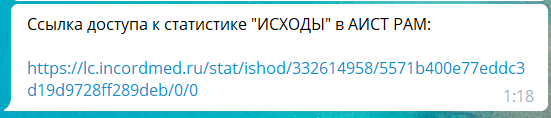 Ссылка доступа к статистике "ИСХОДЫ" в АИСТ РАМ:
https://lc.incordmed.ru/stat/ishod/332614958/5571b400e77eddc3
d19d9728ff289deb/0/0
1:18